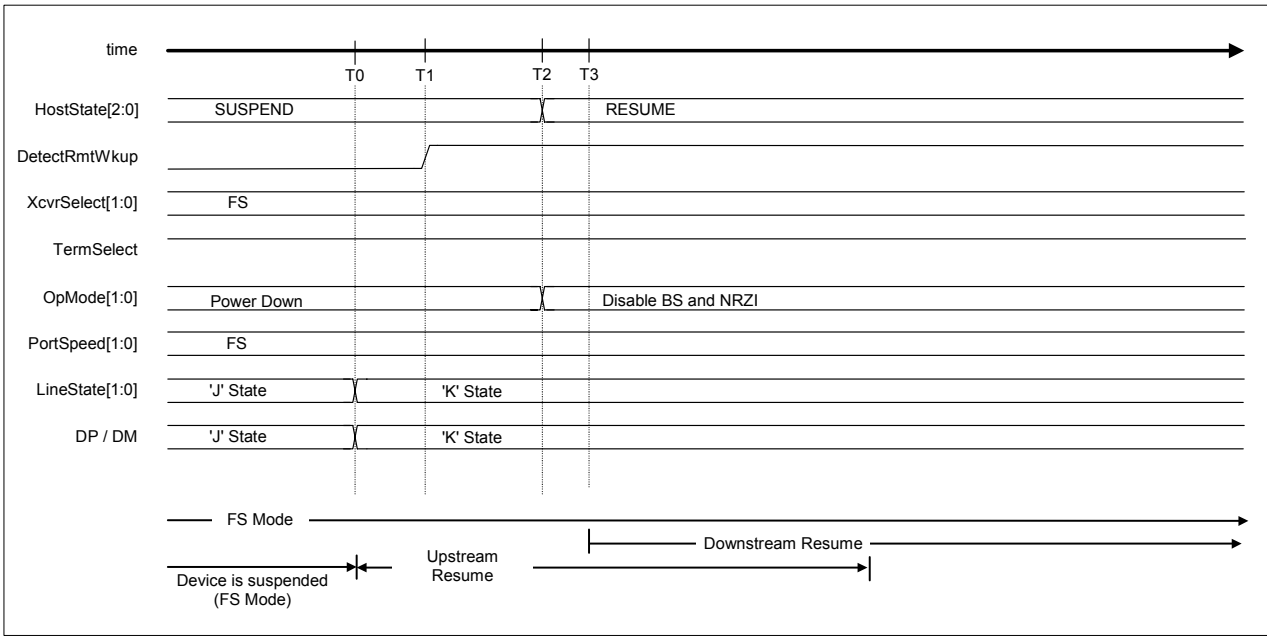 time
T0 T1 T2 T3
HostState[2:0] SUSPEND RESUME
DetectRmtWkup
XcvrSelect[1:0] FS
TermSelect
OpMode[1:0] Power Down Disable BS and NRZI
PortSpeed[1:0] FS
LineState[1:0] 'J' State 'K' State
DP / DM 'J' State 'K' State
FS Mode
Downstream Resume
Upstream
Resume
Device is suspended
(FS Mode)